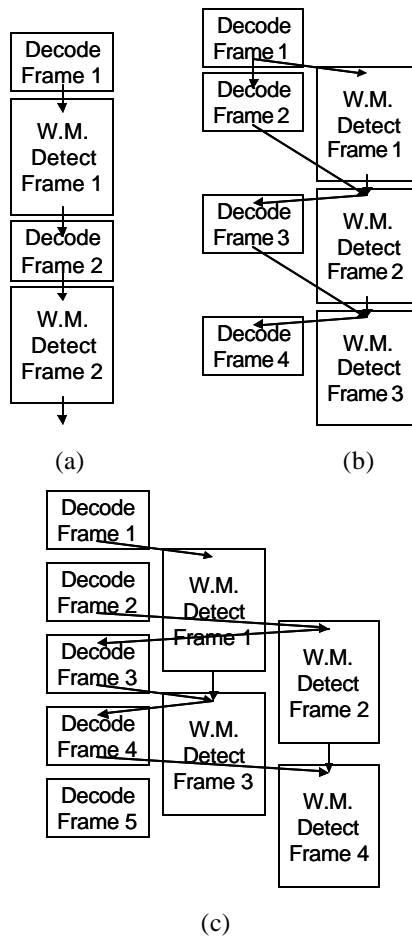 Decode
Frame 1
W.M.
Detect
Frame 1
Decode
Frame 2
W.M.
Detect
Frame 2
(a)
Decode
Frame 1
Decode
Frame 2
W.M.
Detect
Frame 1
Decode
Frame 3
W.M.
Detect
Frame 2
Decode
Frame 4
W.M.
Detect
Frame 3
(b)
Decode
Frame 1
Decode
Frame 2
W.M.
Detect
Frame 1
Decode
Frame 3
W.M.
Detect
Frame 2
Decode
Frame 4
W.M.
Detect
Frame 3
Decode
Frame 5
W.M.
Detect
Frame 4
(c)